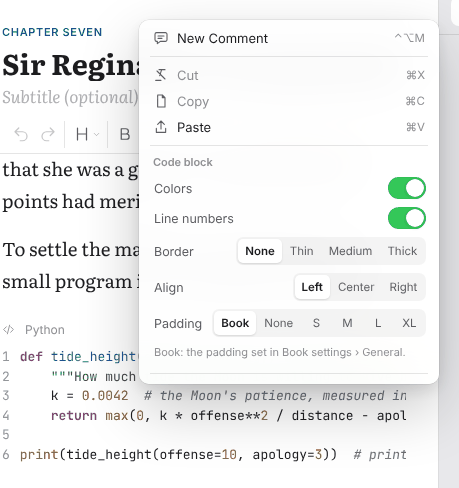 CHAPTER SEVEN
Sir Regina
Subtitle (optional)
H B
that she was a g
points had meri
To settle the ma
small program i
New Comment ⌃⌥M
Cut ⌘X
Copy ⌘C
Paste ⌘V
Code block
Colors
Line numbers
Border None Thin Medium Thick
Align Left Center Right
Padding Book None S M L XL
Book: the padding set in Book settings › General.
</> Python
1 def tide_height(
2 """How much
3 k = 0.0042 # the Moon's patience, measured in
4 return max(0, k * offense**2 / distance - apol
5
6 print(tide_height(offense=10, apology=3)) # print